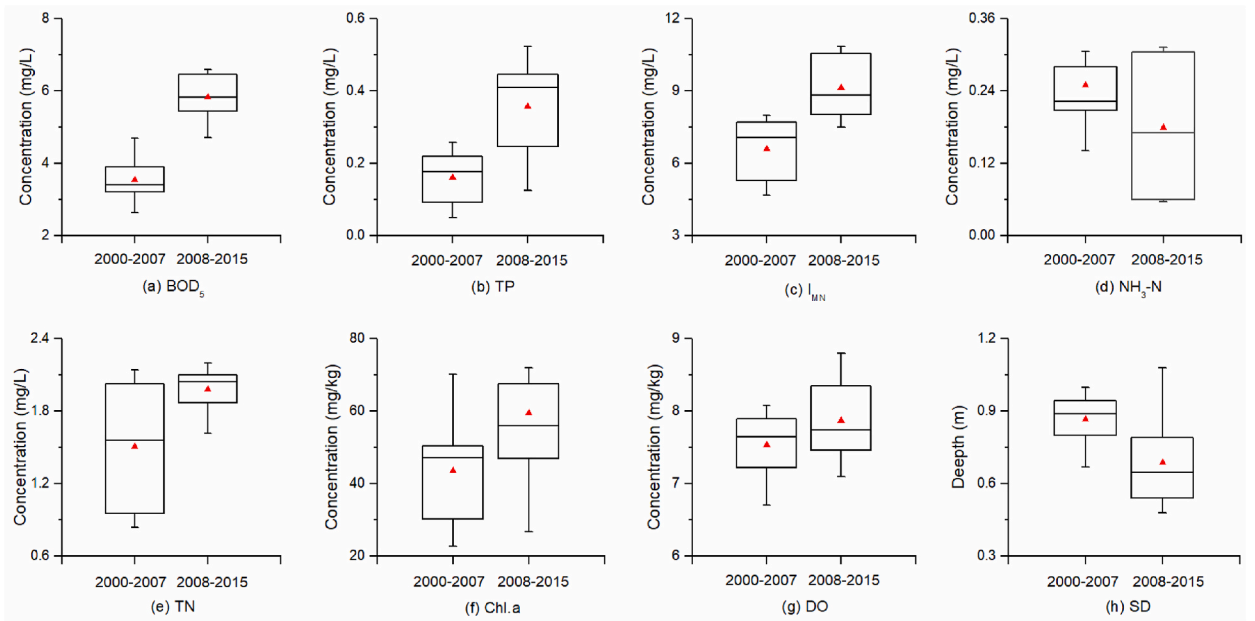 Concentration (mg/L)
8
6
4
2
2000-2007 2008-2015
(a) BOD5
Concentration (mg/L)
0.6
0.4
0.2
0.0
2000-2007 2008-2015
(b) TP
Concentration (mg/L)
12
9
6
3
2000-2007 2008-2015
(c) IMN
Concentration (mg/L)
0.36
0.24
0.12
0.00
2000-2007 2008-2015
(d) NH3-N
Concentration (mg/L)
2.4
1.8
1.2
0.6
2000-2007 2008-2015
(e) TN
Concentration (mg/kg)
80
60
40
20
2000-2007 2008-2015
(f) Chl.a
Concentration (mg/kg)
9
8
7
6
2000-2007 2008-2015
(g) DO
Deepth (m)
1.2
0.9
0.6
0.3
2000-2007 2008-2015
(h) SD